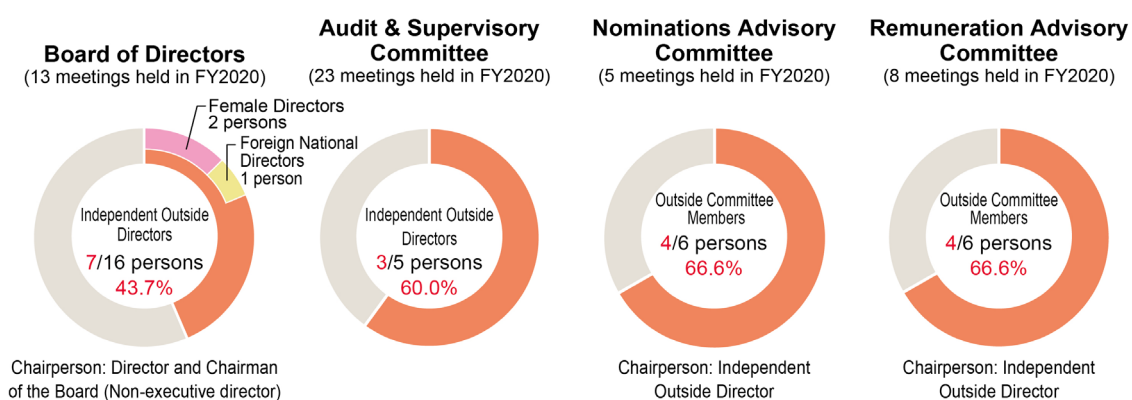 Board of Directors
(13 meetings held in FY2020)
Female Directors
2 persons
Foreign National
Directors
1 person
Independent Outside
Directors
7/16 persons
43.7%
Chairperson: Director and Chairman
of the Board (Non-executive director)
Audit & Supervisory
Committee
(23 meetings held in FY2020)
Independent Outside
Directors
3/5 persons
60.0%
Nominations Advisory
Committee
(5 meetings held in FY2020)
Outside Committee
Members
4/6 persons
66.6%
Chairperson: Independent
Outside Director
Remuneration Advisory
Committee
(8 meetings held in FY2020)
Outside Committee
Members
4/6 persons
66.6%
Chairperson: Independent
Outside Director